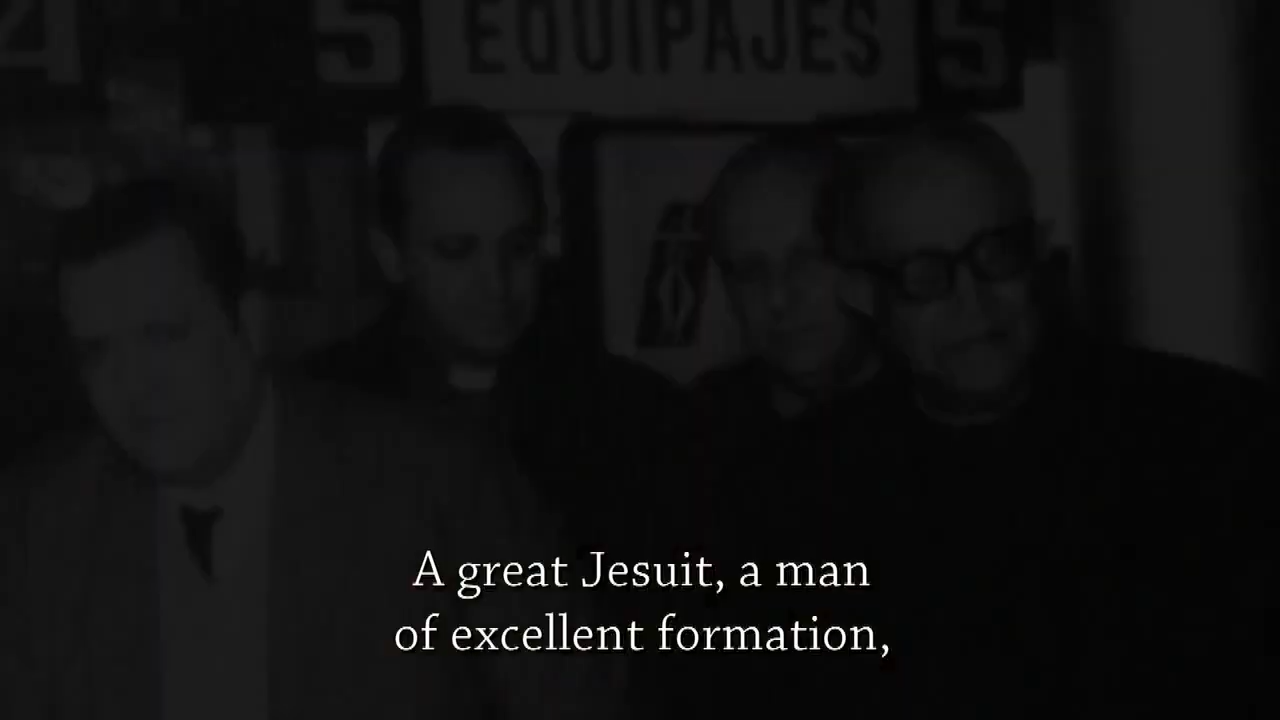 4 5 EQUIPAJES 5
A great Jesuit, a man
of excellent formation,